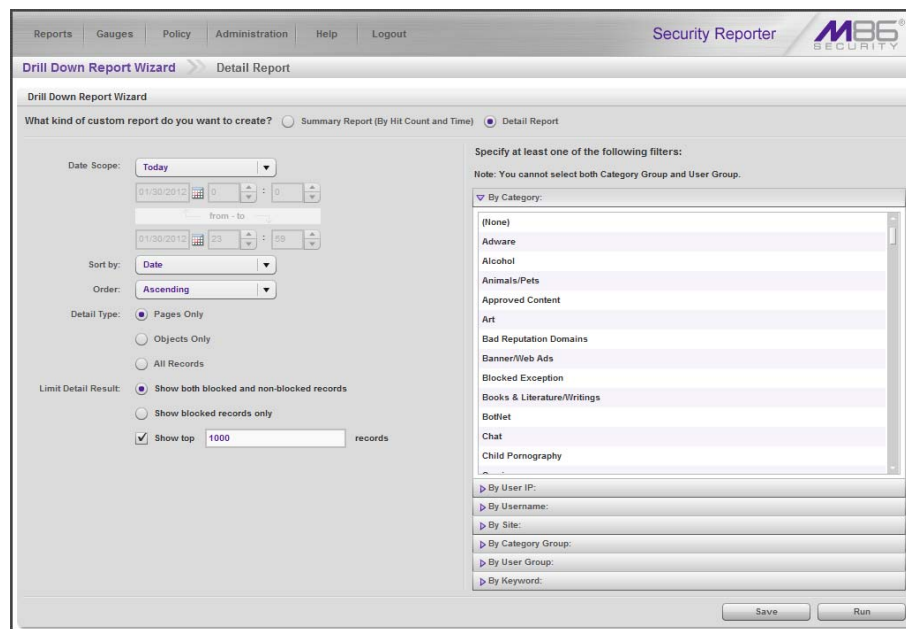 Reports Gauges Policy Administration Help Logout Security Reporter M86® SECURITY
Drill Down Report Wizard Detail Report
Drill Down Report Wizard
What kind of custom report do you want to create? Summary Report (By Hit Count and Time) Detail Report
Date Scope: Today
01/30/2012 0 : 0
from - to
01/30/2012 23 : 59
Sort by: Date
Order: Ascending
Detail Type: Pages Only
Objects Only
All Records
Limit Detail Result: Show both blocked and non-blocked records
Show blocked records only
Show top 1000 records
Specify at least one of the following filters:
Note: You cannot select both Category Group and User Group.
By Category:
(None)
Adware
Alcohol
Animals/Pets
Approved Content
Art
Bad Reputation Domains
Banner/Web Ads
Blocked Exception
Books & Literature/Writings
BotNet
Chat
Child Pornography
By User IP:
By Username:
By Site:
By Category Group:
By User Group:
By Keyword:
Save Run